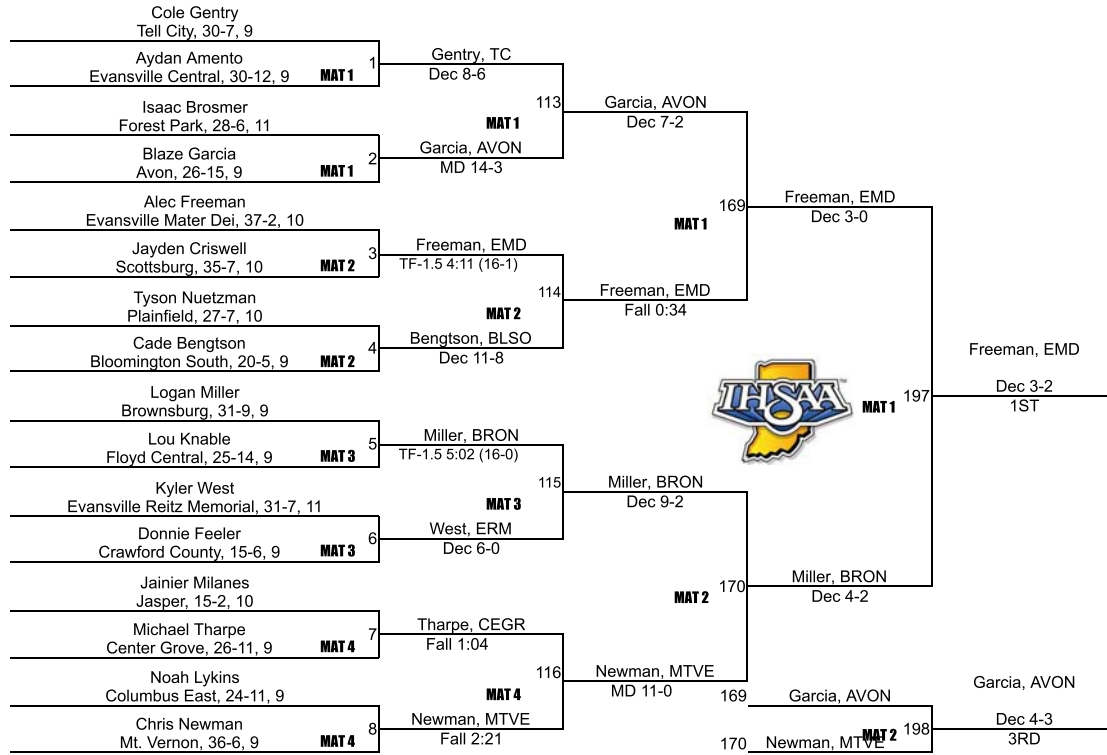 Cole Gentry
Tell City, 30-7, 9
Aydan Amento
Evansville Central, 30-12, 9
MAT 1
1
Isaac Brosmer
Forest Park, 28-6, 11
Blaze Garcia
Avon, 26-15, 9
MAT 1
2
Alec Freeman
Evansville Mater Dei, 37-2, 10
Jayden Criswell
Scottsburg, 35-7, 10
MAT 2
3
Tyson Nuetzman
Plainfield, 27-7, 10
Cade Bengtson
Bloomington South, 20-5, 9
MAT 2
4
Logan Miller
Brownsburg, 31-9, 9
Lou Knable
Floyd Central, 25-14, 9
MAT 3
5
Kyler West
Evansville Reitz Memorial, 31-7, 11
Donnie Feeler
Crawford County, 15-6, 9
MAT 3
6
Jainier Milanes
Jasper, 15-2, 10
Michael Tharpe
Center Grove, 26-11, 9
MAT 4
7
Noah Lykins
Columbus East, 24-11, 9
Chris Newman
Mt. Vernon, 36-6, 9
MAT 4
8
Gentry, TC
Dec 8-6
113
MAT 1
Garcia, AVON
MD 14-3
Freeman, EMD
TF-1.5 4:11 (16-1)
114
MAT 2
Bengtson, BLSO
Dec 11-8
Miller, BRON
TF-1.5 5:02 (16-0)
115
MAT 3
West, ERM
Dec 6-0
Tharpe, CEGR
Fall 1:04
116
MAT 4
Newman, MTVE
Fall 2:21
Garcia, AVON
Dec 7-2
169
MAT 1
Freeman, EMD
Fall 0:34
Miller, BRON
Dec 9-2
170
MAT 2
Newman, MTVE
MD 11-0
Freeman, EMD
Dec 3-0
IHSAA
TM
197
MAT 1
Miller, BRON
Dec 4-2
Freeman, EMD
Dec 3-2
1ST
169
Garcia, AVON
MAT 2
198
170
Newman, MTVE
Garcia, AVON
Dec 4-3
3RD